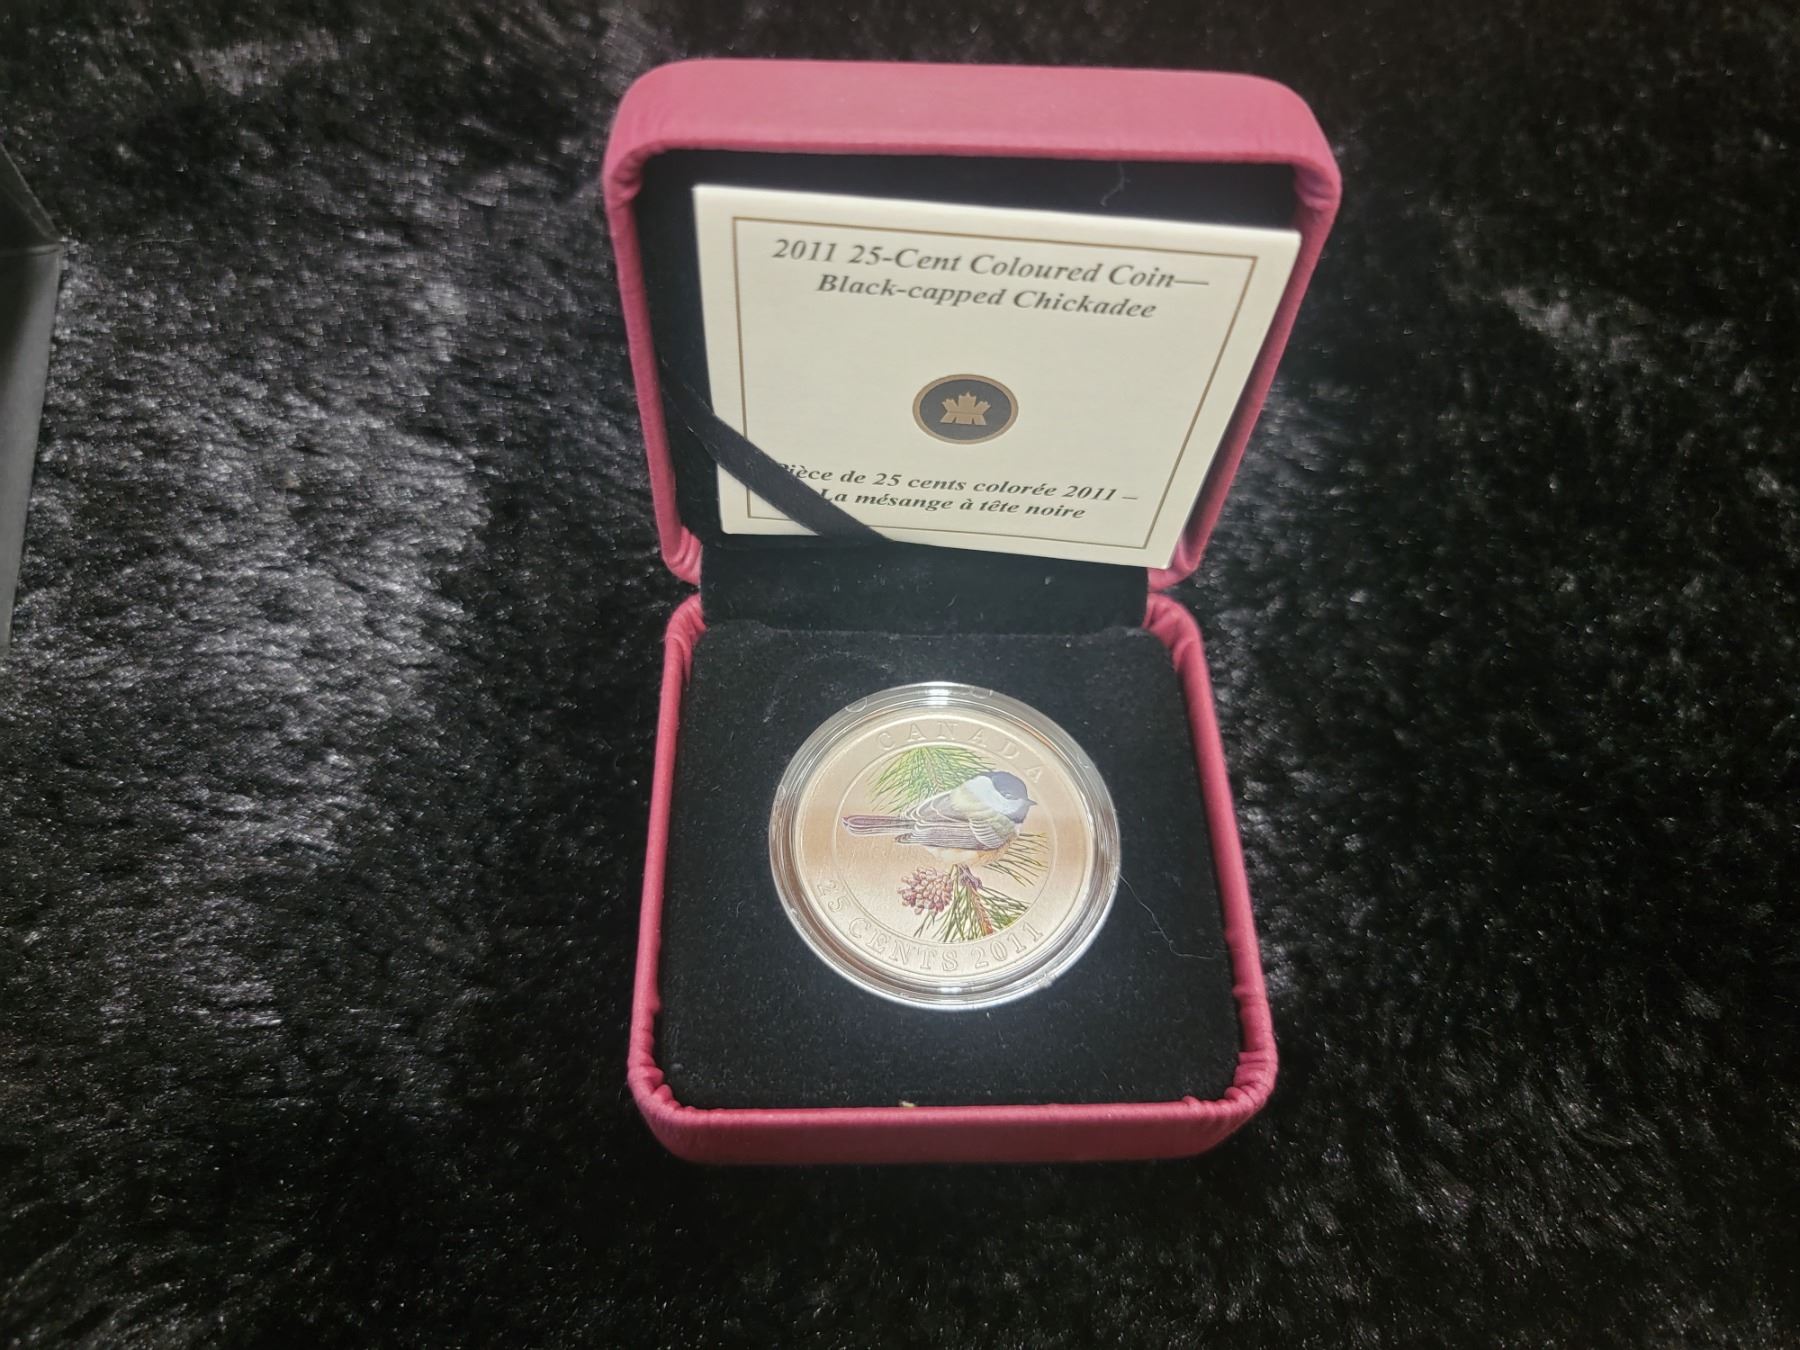 2011 25-Cent Coloured Coin—
Black-capped Chickadee
Pièce de 25 cents colorée 2011 –
La mésange à tête noire
CANADA
25 CENTS 2011